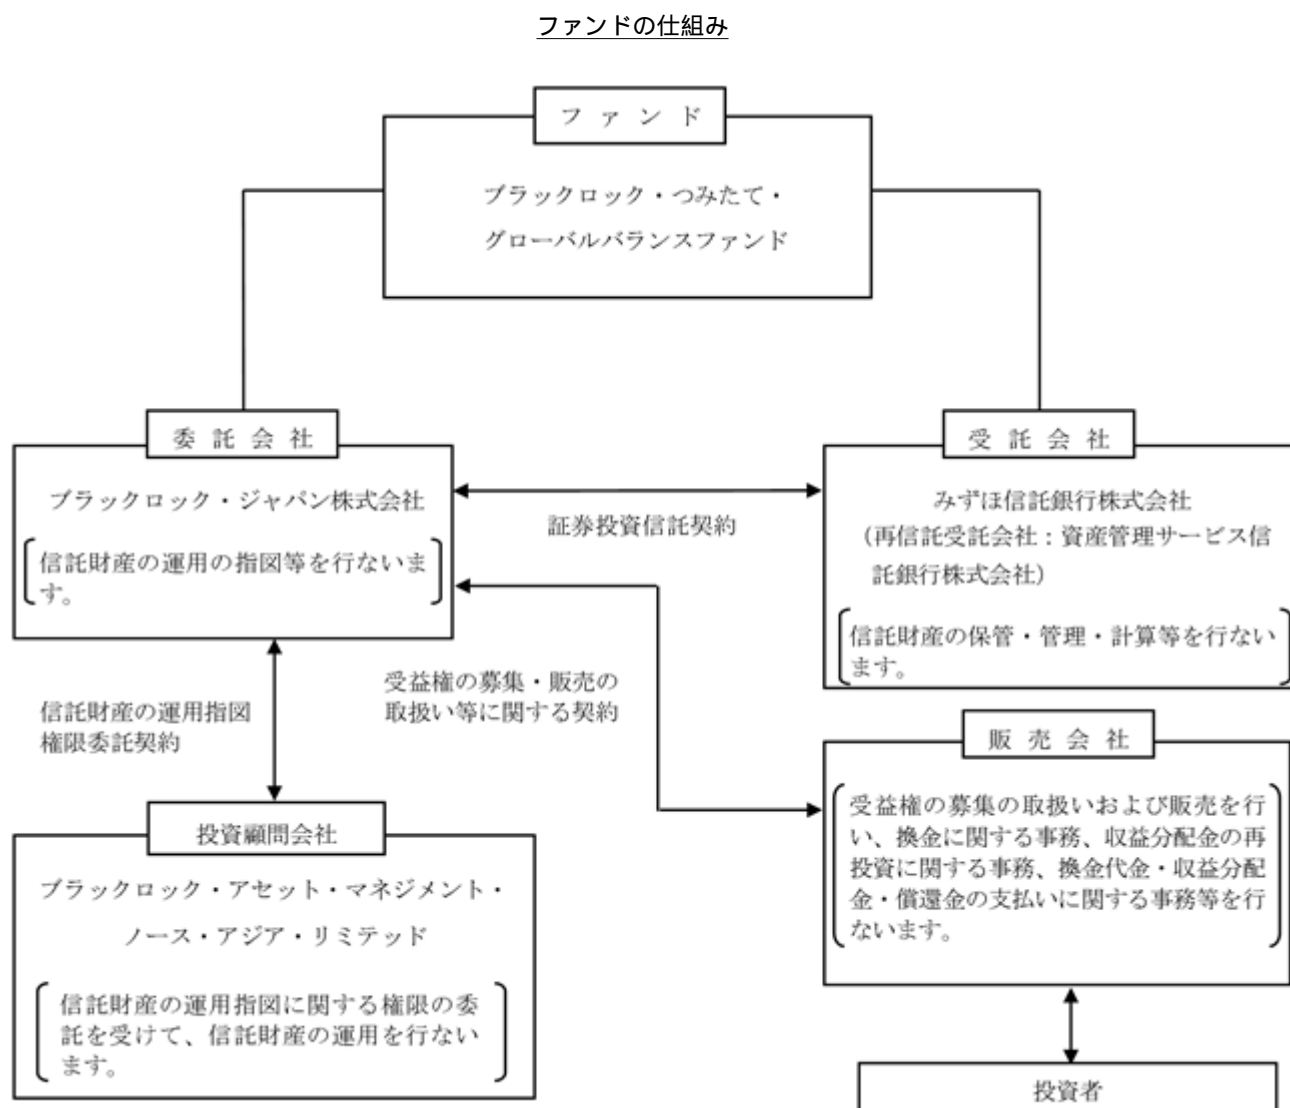 ファンドの仕組み
ファンド
ブラックロック・つみたて・
グローバルバランスファンド
委託会社
ブラックロック・ジャパン株式会社
信託財産の運用の指図等を行ないま
す。
証券投資信託契約
受託会社
みずほ信託銀行株式会社
(再信託受託会社:資産管理サービス信
託銀行株式会社)
信託財産の保管・管理・計算等を行ない
ます。
信託財産の運用指図
権限委託契約
受益権の募集・販売の
取扱い等に関する契約
販売会社
受益権の募集の取扱いおよび販売を行
い、換金に関する事務、収益分配金の再
投資に関する事務、換金代金・収益分配
金・償還金の支払いに関する事務等を行
ないます。
投資顧問会社
ブラックロック・アセット・マネジメント・
ノース・アジア・リミテッド
信託財産の運用指図に関する権限の委
託を受けて、信託財産の運用を行ない
ます。
投資者